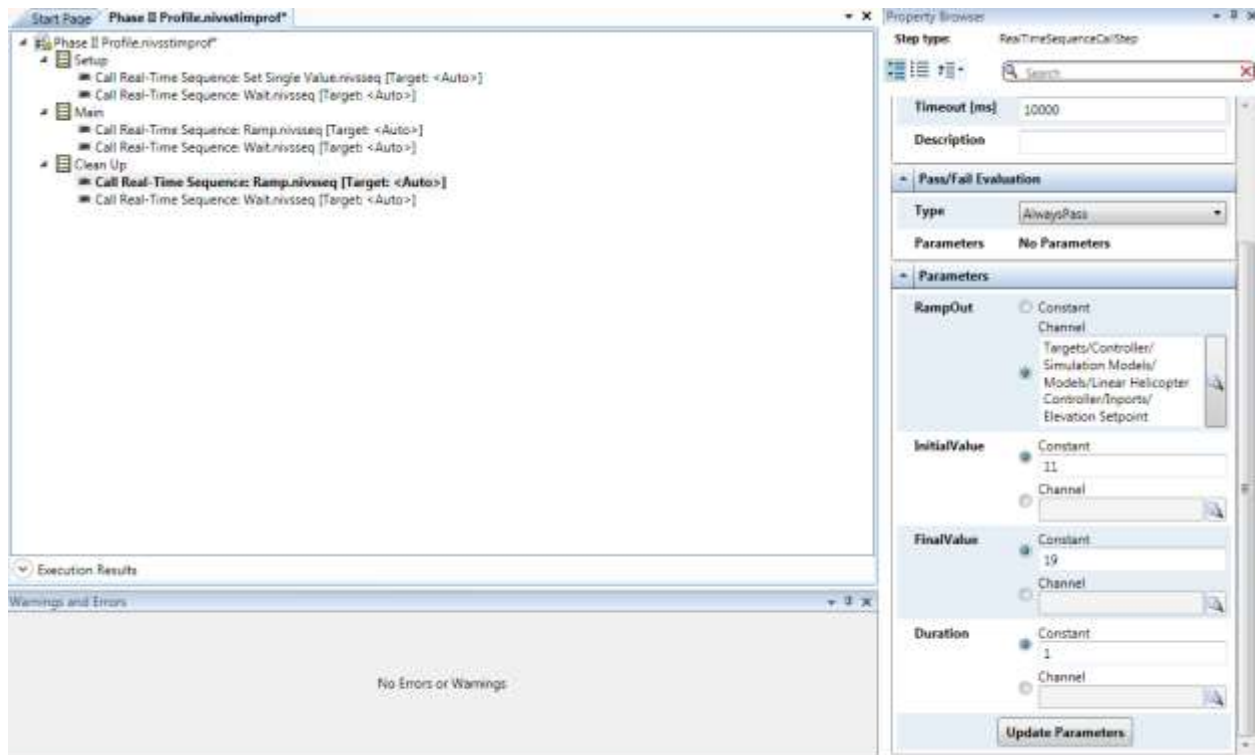 Start Page
Phase II Profile.nivsstimprof*
Phase II Profile.nivsstimprof*
Setup
Call Real-Time Sequence: Set Single Value.nivsseq [Target: <Auto>]
Call Real-Time Sequence: Wait.nivsseq [Target: <Auto>]
Main
Call Real-Time Sequence: Ramp.nivsseq [Target: <Auto>]
Call Real-Time Sequence: Wait.nivsseq [Target: <Auto>]
Clean Up
Call Real-Time Sequence: Ramp.nivsseq [Target: <Auto>]
Call Real-Time Sequence: Wait.nivsseq [Target: <Auto>]
Execution Results
Warnings and Errors
No Errors or Warnings
Property Browser
Step type: RealTimeSequenceCallStep
Search
Timeout [ms] 10000
Description
Pass/Fail Evaluation
Type AlwaysPass
Parameters No Parameters
Parameters
RampOut Constant
Channel
Targets/Controller/
Simulation Models/
Models/Linear Helicopter
Controller/Inports/
Elevation Setpoint
InitialValue Constant
11
Channel
FinalValue Constant
19
Channel
Duration Constant
1
Channel
Update Parameters